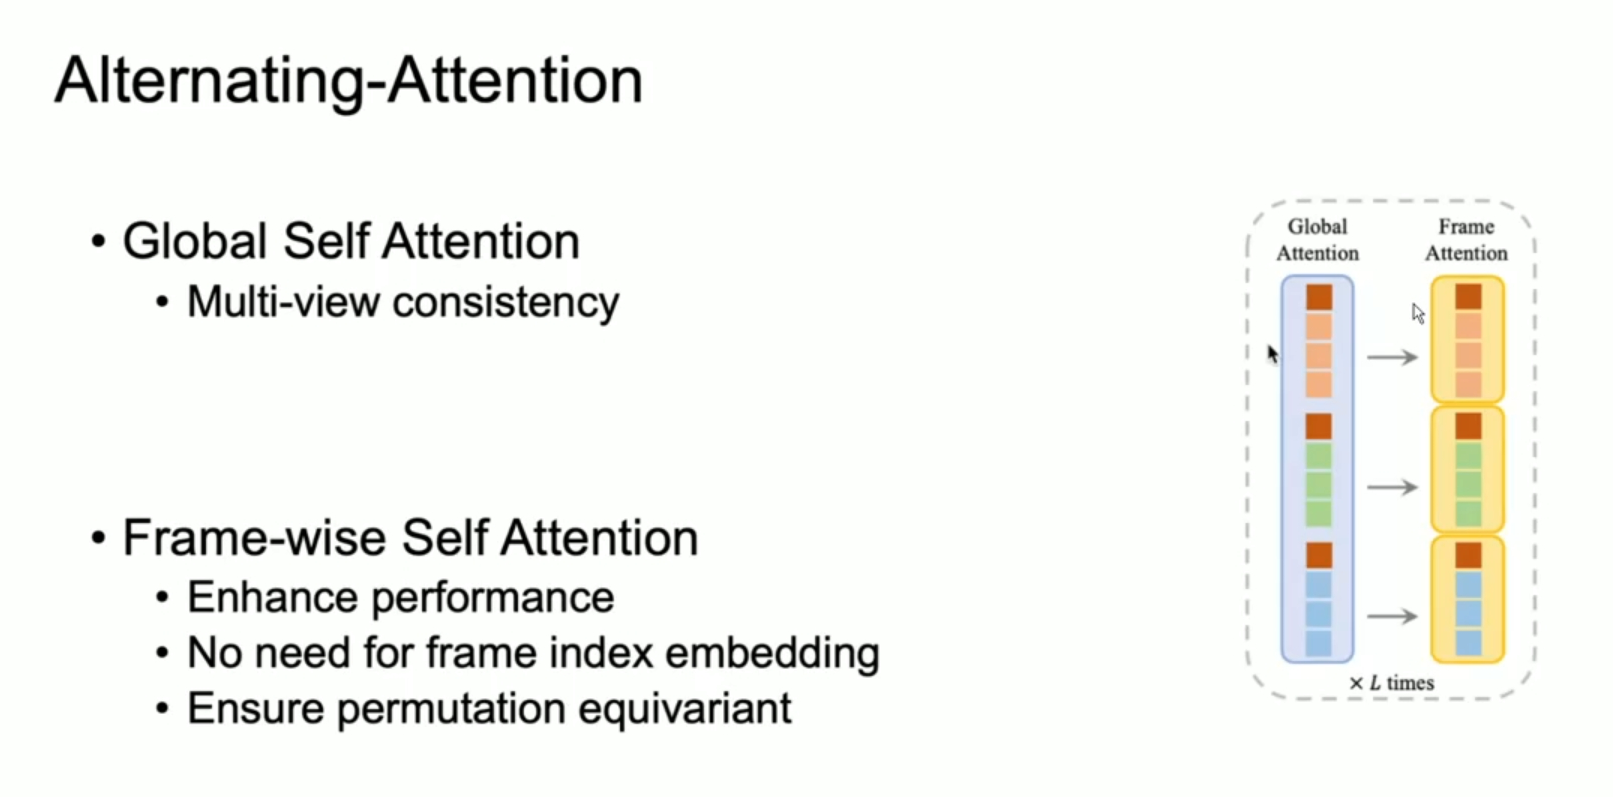 Alternating-Attention
• Global Self Attention
• Multi-view consistency
• Frame-wise Self Attention
• Enhance performance
• No need for frame index embedding
• Ensure permutation equivariant
Global
Attention
Frame
Attention
× L times